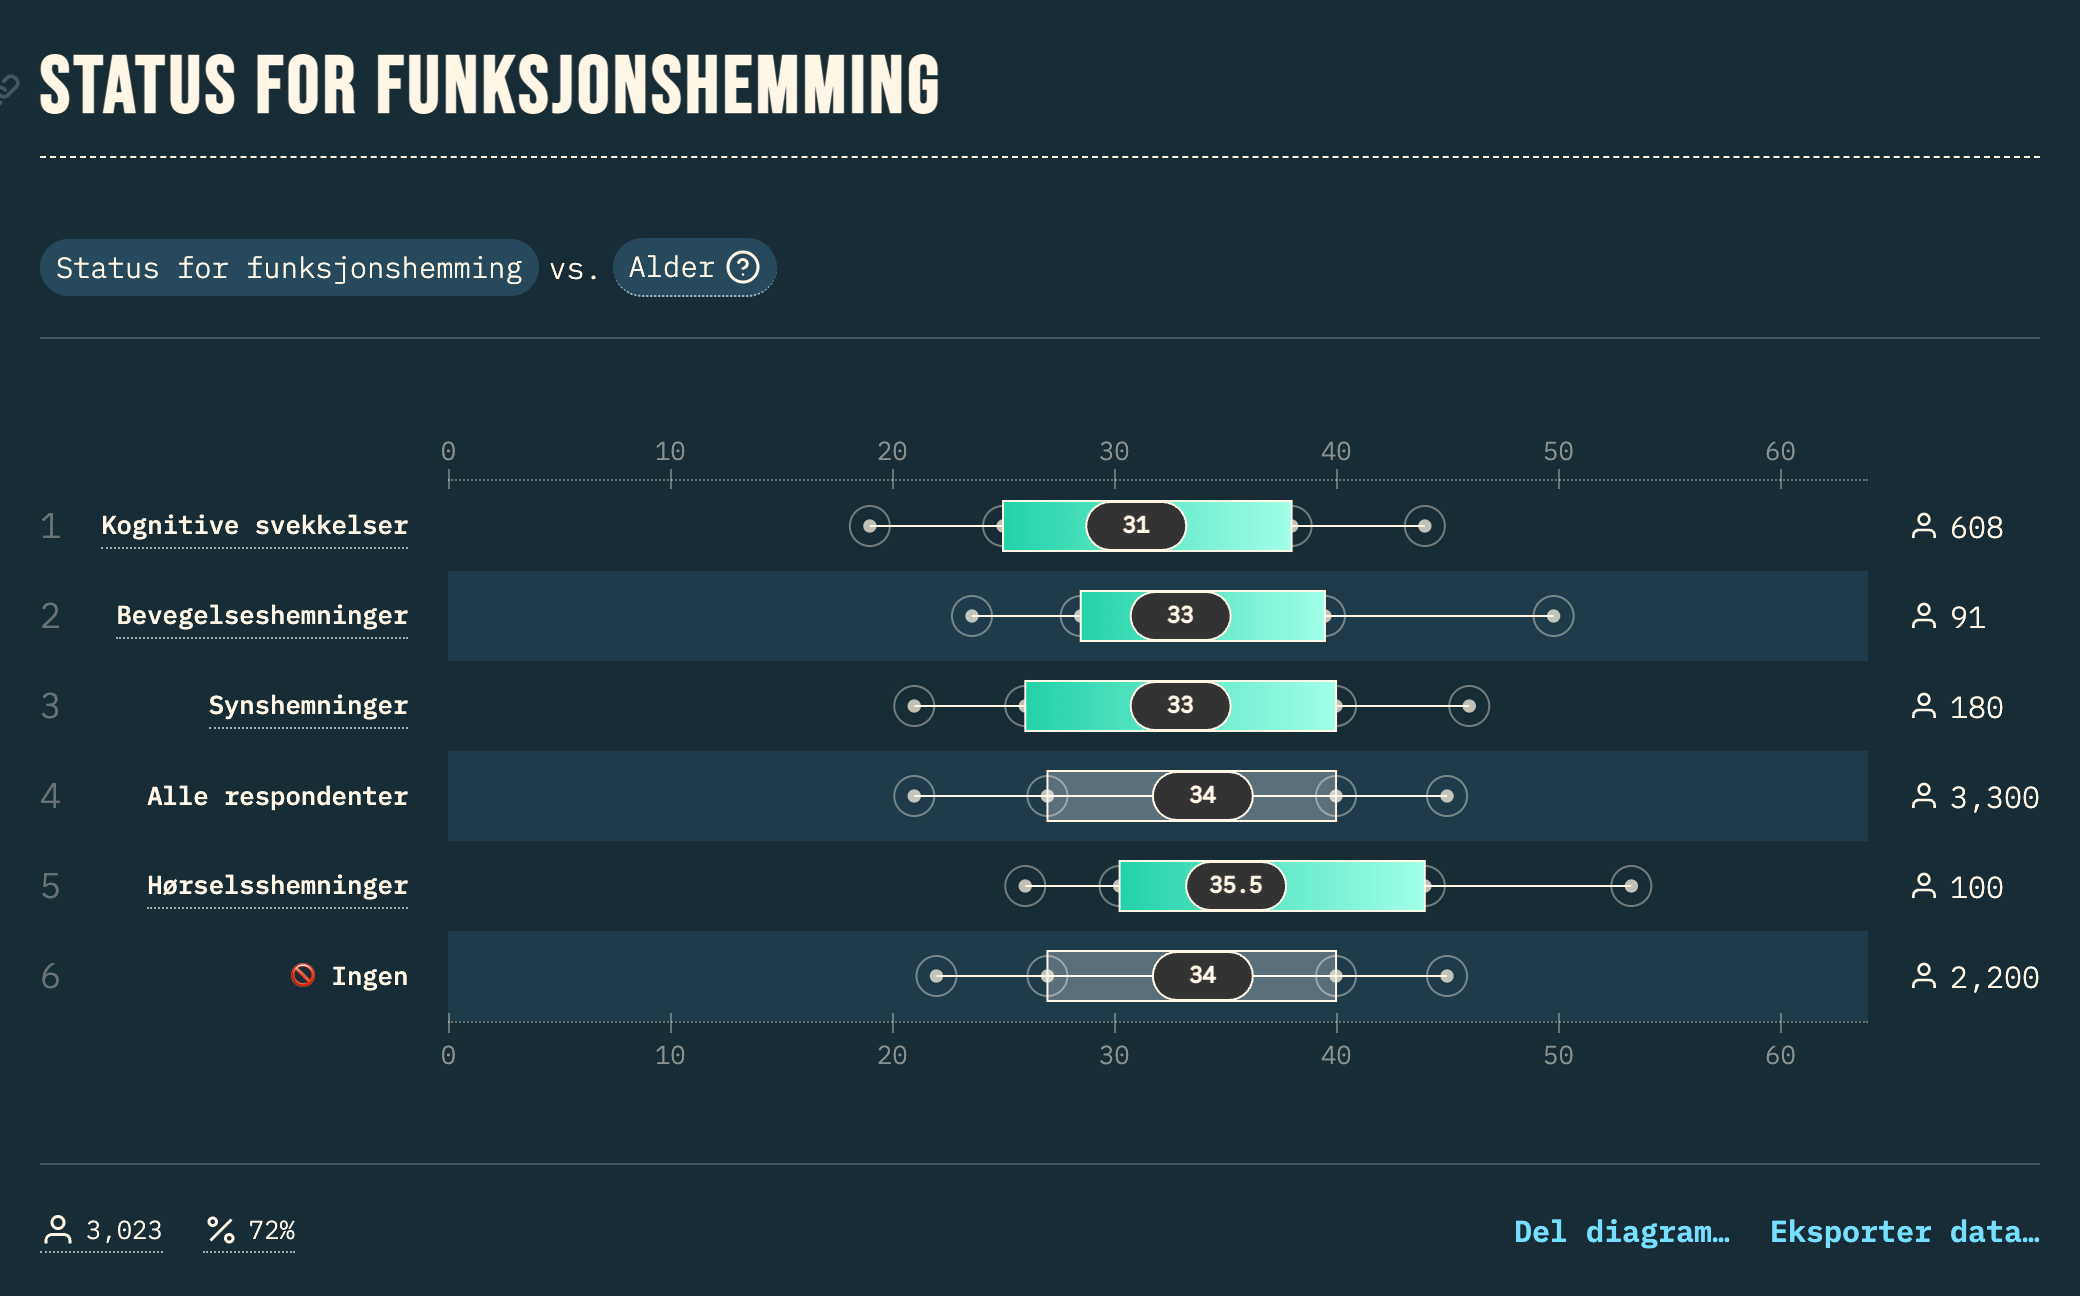 STATUS FOR FUNKSJONSHEMMING
Status for funksjonshemming vs. Alder ?
0 10 20 30 40 50 60
1 Kognitive svekkelser 31 608
2 Bevegelseshemninger 33 91
3 Synshemninger 33 180
4 Alle respondenter 34 3,300
5 Hørselsshemninger 35.5 100
6 Ingen 34 2,200
0 10 20 30 40 50 60
3,023 % 72% Del diagram… Eksporter data…